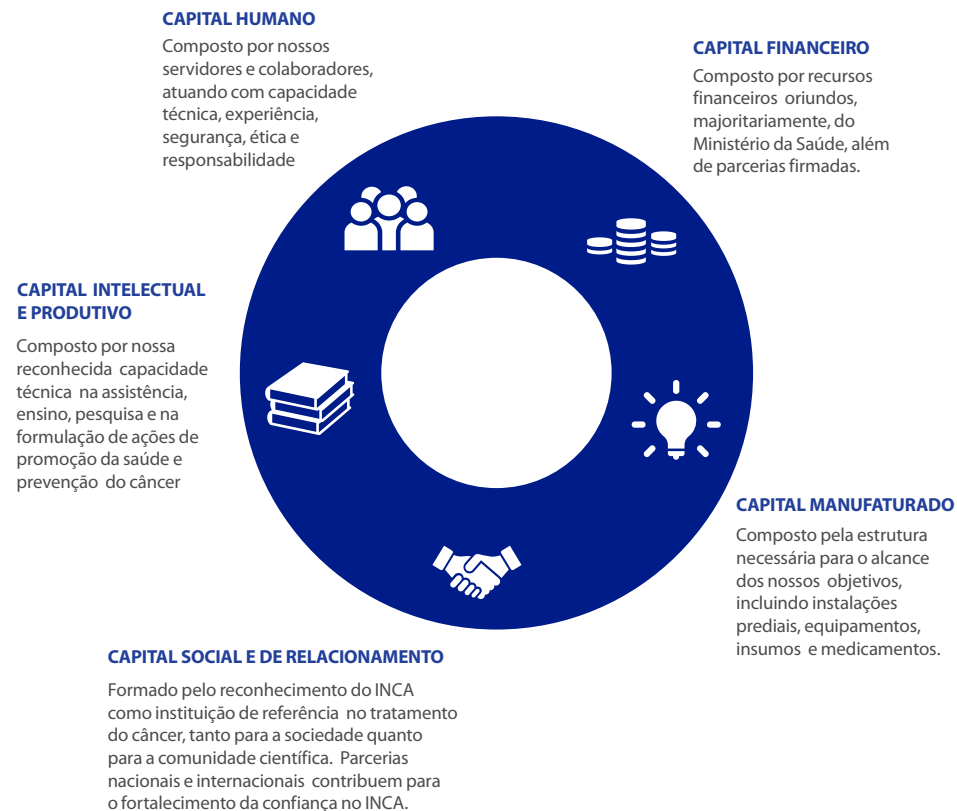 CAPITAL HUMANO
Composto por nossos
servidores e colaboradores,
atuando com capacidade
técnica, experiência,
segurança, ética e
responsabilidade
CAPITAL FINANCEIRO
Composto por recursos
financeiros oriundos,
majoritariamente, do
Ministério da Saúde, além
de parcerias firmadas.
CAPITAL INTELECTUAL
E PRODUTIVO
Composto por nossa
reconhecida capacidade
técnica na assistência,
ensino, pesquisa e na
formulação de ações de
promoção da saúde e
prevenção do câncer
CAPITAL MANUFATURADO
Composto pela estrutura
necessária para o alcance
dos nossos objetivos,
incluindo instalações
prediais, equipamentos,
insumos e medicamentos.
CAPITAL SOCIAL E DE RELACIONAMENTO
Formado pelo reconhecimento do INCA
como instituição de referência no tratamento
do câncer, tanto para a sociedade quanto
para a comunidade científica. Parcerias
nacionais e internacionais contribuem para
o fortalecimento da confiança no INCA.